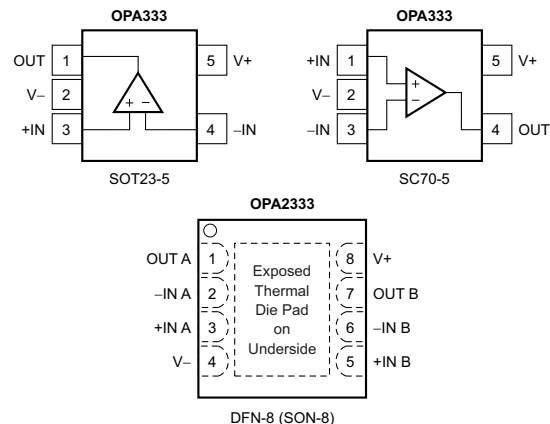 OPA333
OUT 1 5 V+
V– 2
+ –
+IN 3 4 –IN
SOT23-5
OPA333
+IN 1 5 V+
+
V– 2
–
–IN 3 4 OUT
SC70-5
OPA2333
OUT A 1 8 V+
–IN A 2 7 OUT B
+IN A 3 6 –IN B
V– 4 5 +IN B
Exposed
Thermal
Die Pad
on
Underside
DFN-8 (SON-8)